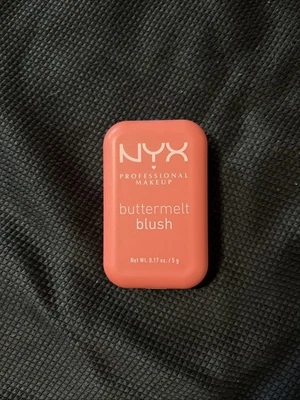 NYX
PROFESSIONAL
MAKEUP
buttermelt
blush
Net Wt. 0.17 oz. / 5 g